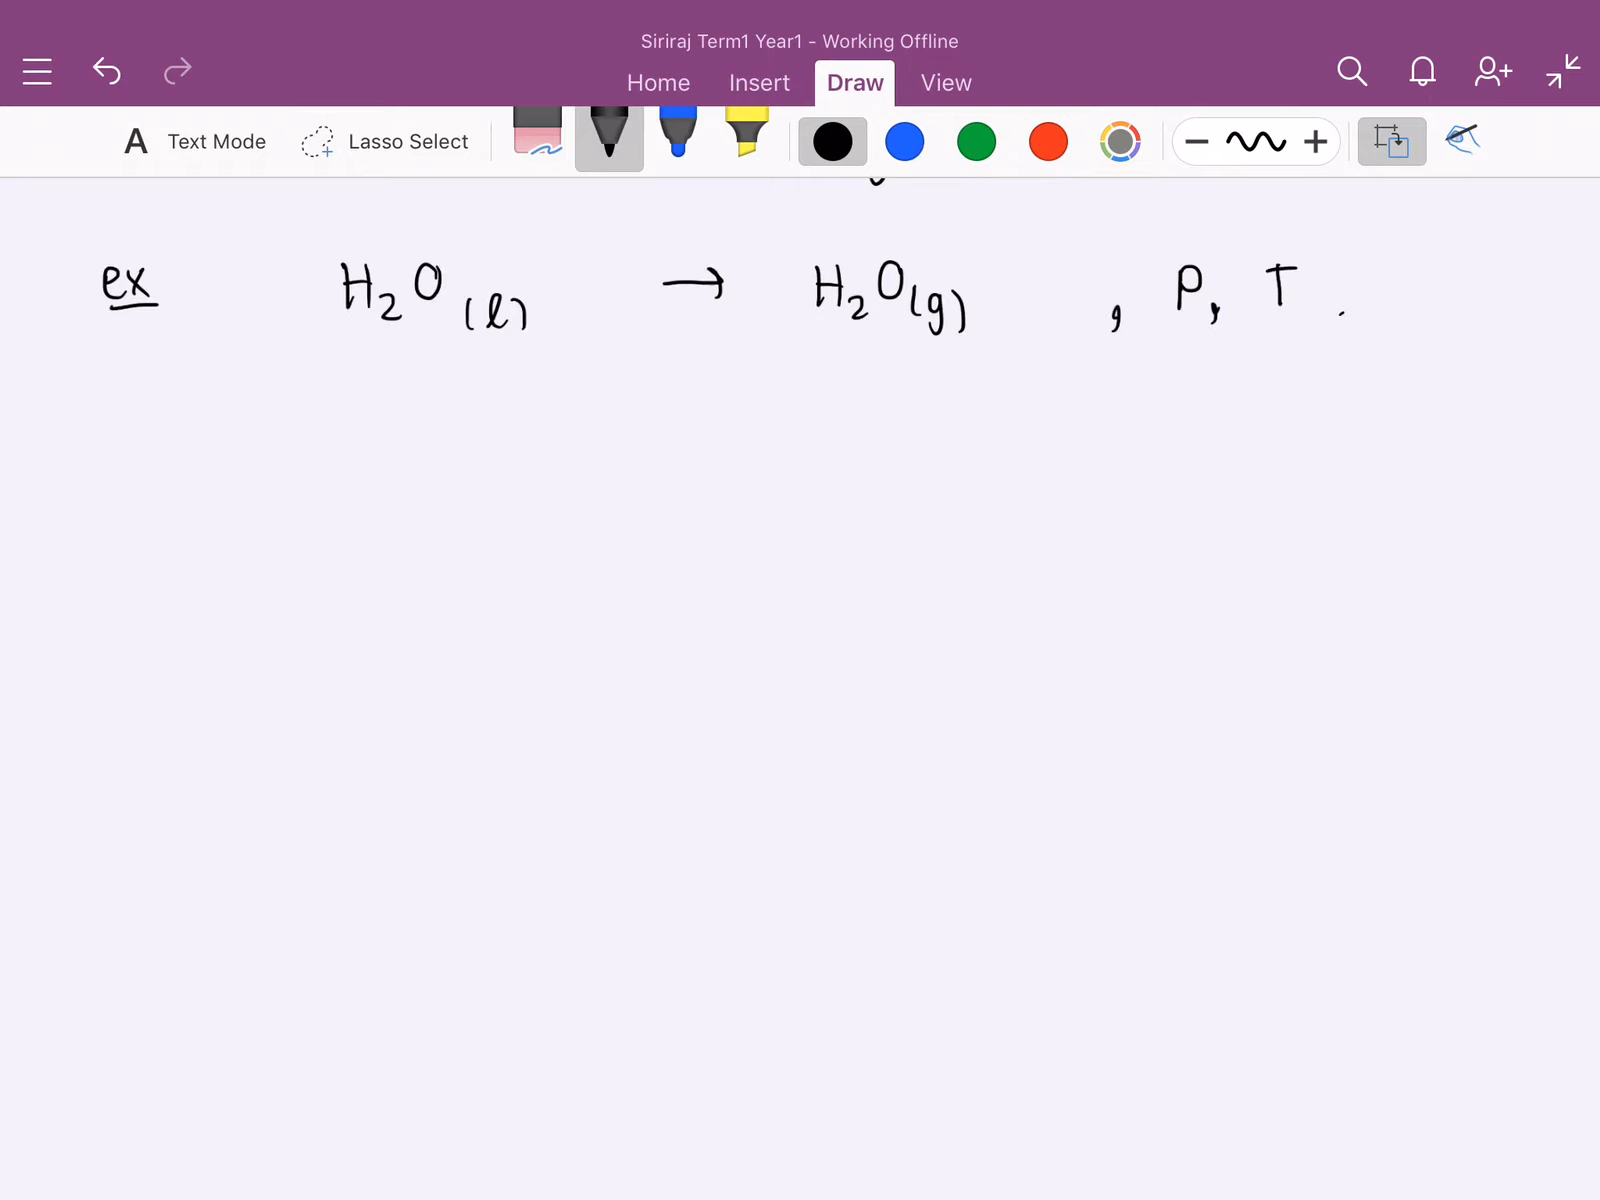 Siriraj Term1 Year1 - Working Offline
Home Insert Draw View
A Text Mode Lasso Select
ex H₂O(l) → H₂O(g) , P, T .